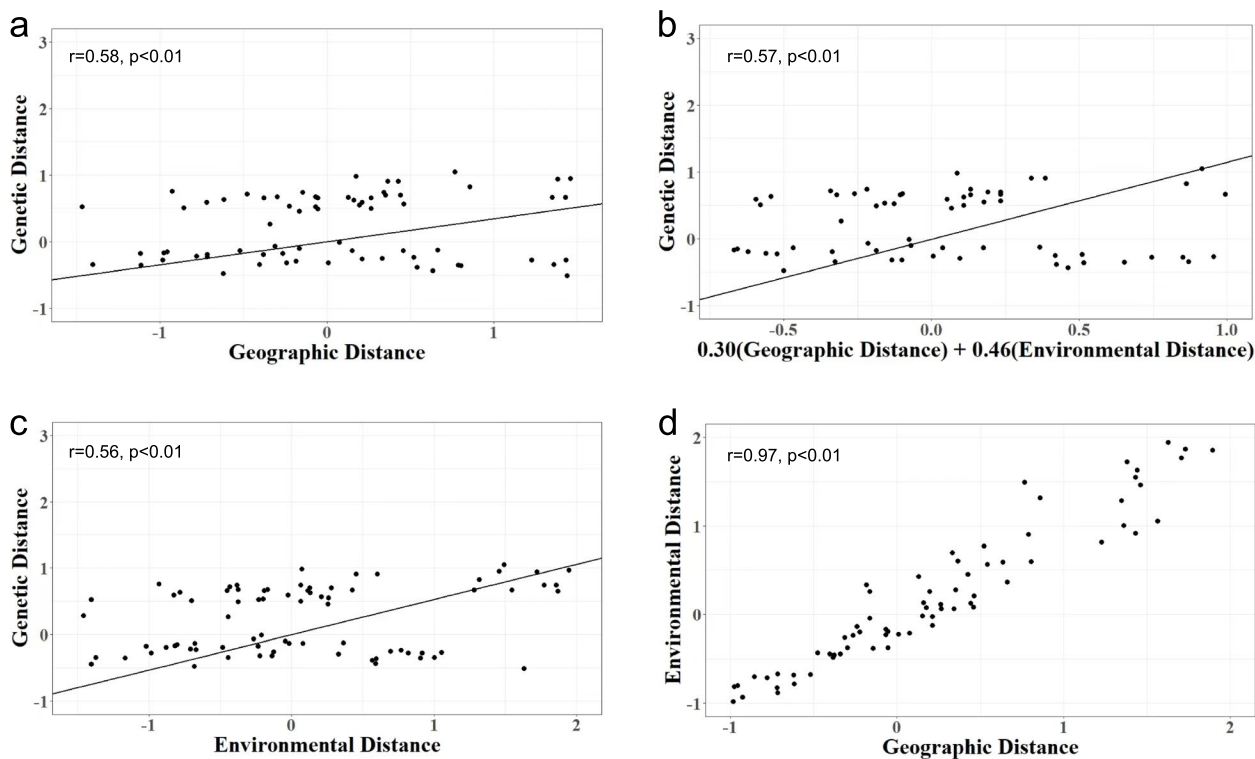 a
r=0.58, p<0.01
Genetic Distance
3
2
1
0
-1
-1
0
1
Geographic Distance
b
r=0.57, p<0.01
Genetic Distance
3
2
1
0
-1
-0.5
0.0
0.5
1.0
0.30(Geographic Distance) + 0.46(Environmental Distance)
c
r=0.56, p<0.01
Genetic Distance
3
2
1
0
-1
-1
0
1
2
Environmental Distance
d
r=0.97, p<0.01
Environmental Distance
2
1
0
-1
-1
0
1
2
Geographic Distance